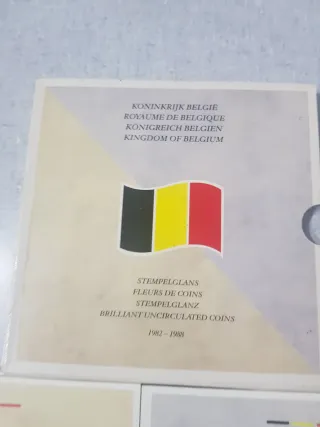 KONINKRIJK BELGIË
ROYAUME DE BELGIQUE
KÖNIGREICH BELGIEN
KINGDOM OF BELGIUM
STEMPELGLANS
FLEURS DE COINS
STEMPELGLANZ
BRILLIANT UNCIRCULATED COINS
1982 - 1988